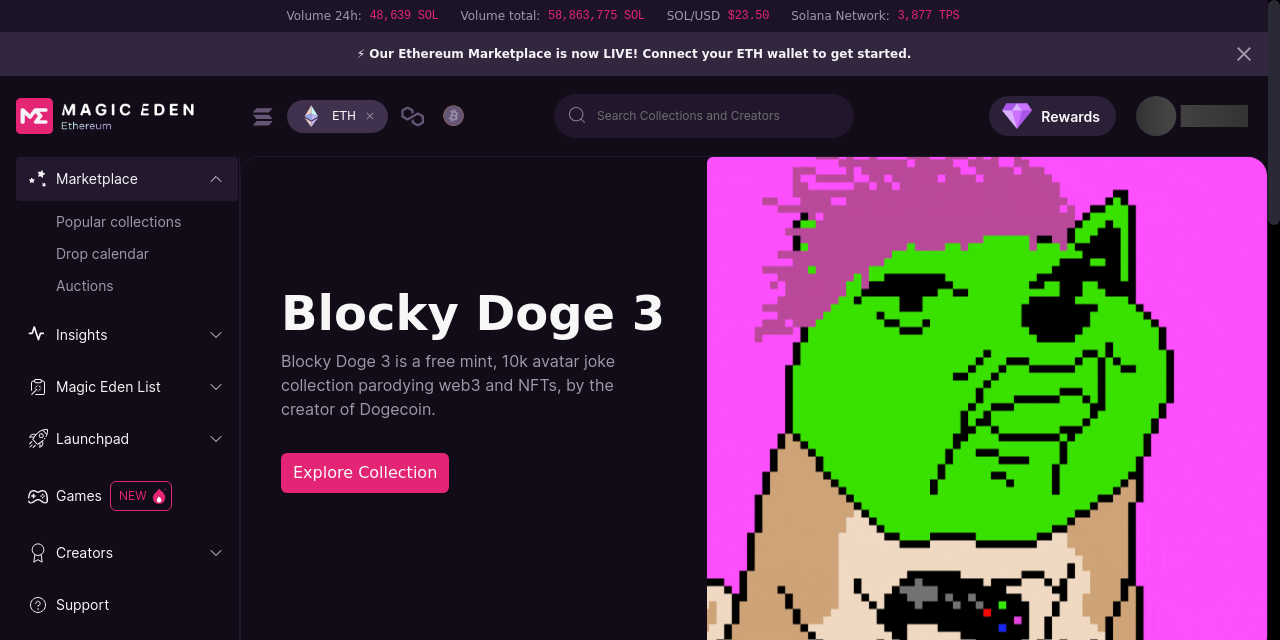 Volume 24h: 48,639 SOL Volume total: 58,863,775 SOL SOL/USD $23.50 Solana Network: 3,877 TPS
⚡ Our Ethereum Marketplace is now LIVE! Connect your ETH wallet to get started.
MAGIC EDEN
Ethereum
ETH
Search Collections and Creators
Rewards
Marketplace
Popular collections
Drop calendar
Auctions
Insights
Magic Eden List
Launchpad
Games NEW
Creators
Support
Blocky Doge 3
Blocky Doge 3 is a free mint, 10k avatar joke
collection parodying web3 and NFTs, by the
creator of Dogecoin.
Explore Collection